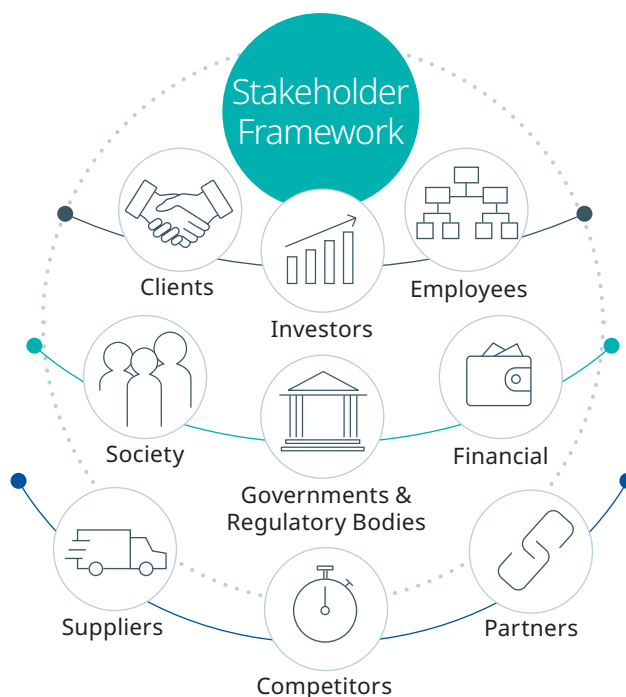 Stakeholder
Framework
Clients
Investors
Employees
Society
Governments &
Regulatory Bodies
Financial
Suppliers
Competitors
Partners